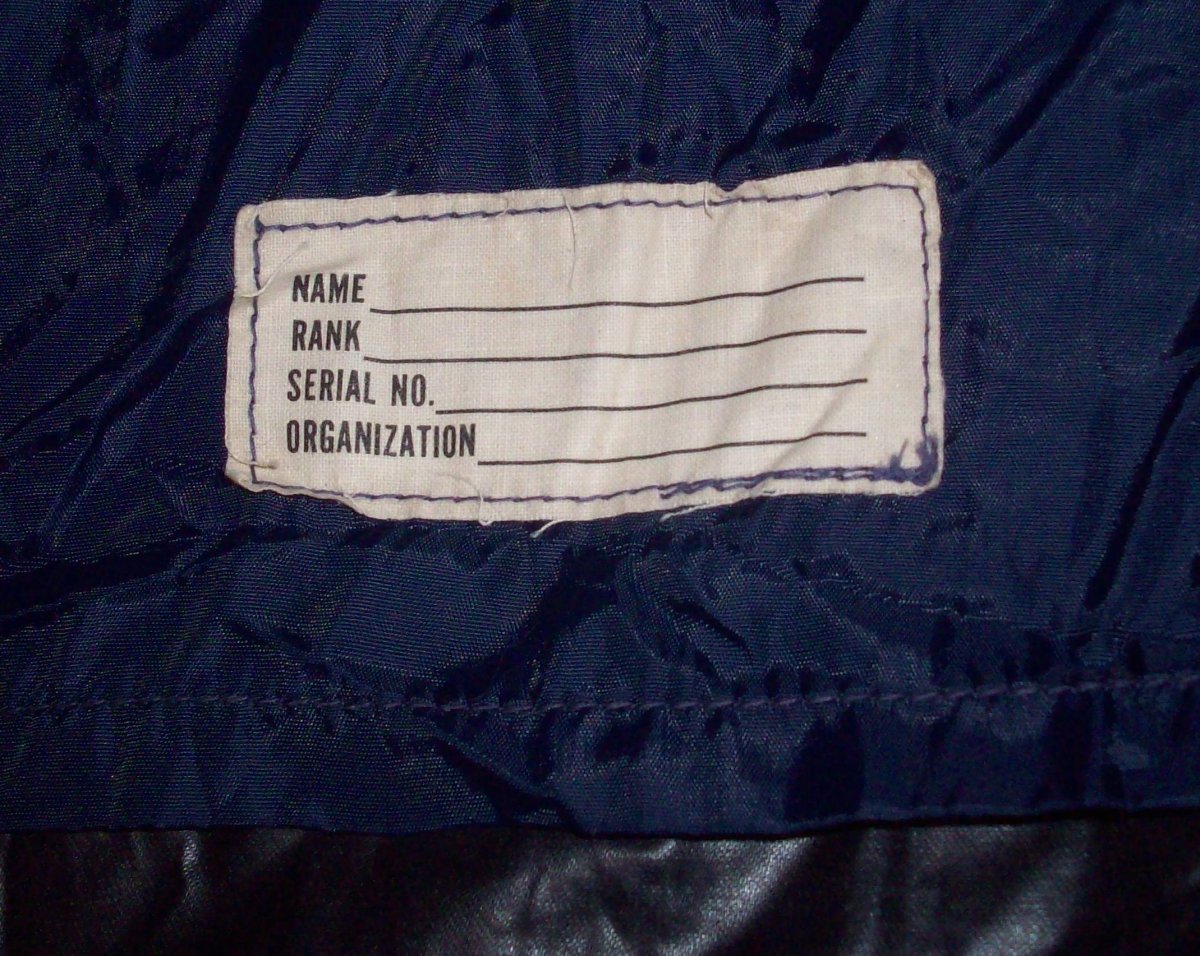 NAME
RANK
SERIAL NO.
ORGANIZATION